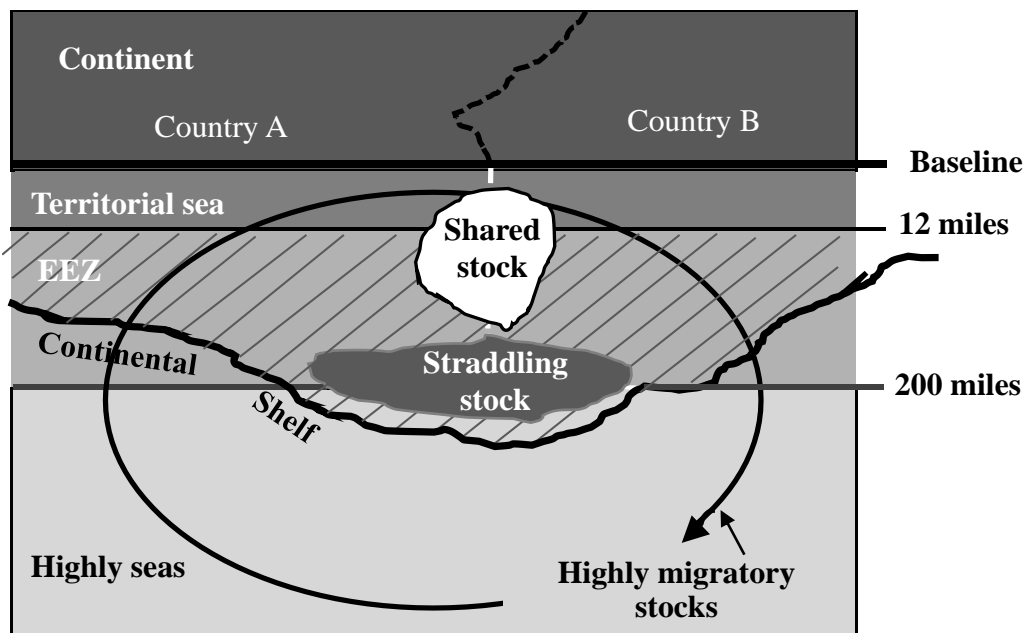 Continent
Country A
Country B
Baseline
Territorial sea
Shared
stock
12 miles
EEZ
Continental
Shelf
Straddling
stock
200 miles
Highly seas
Highly migratory
stocks